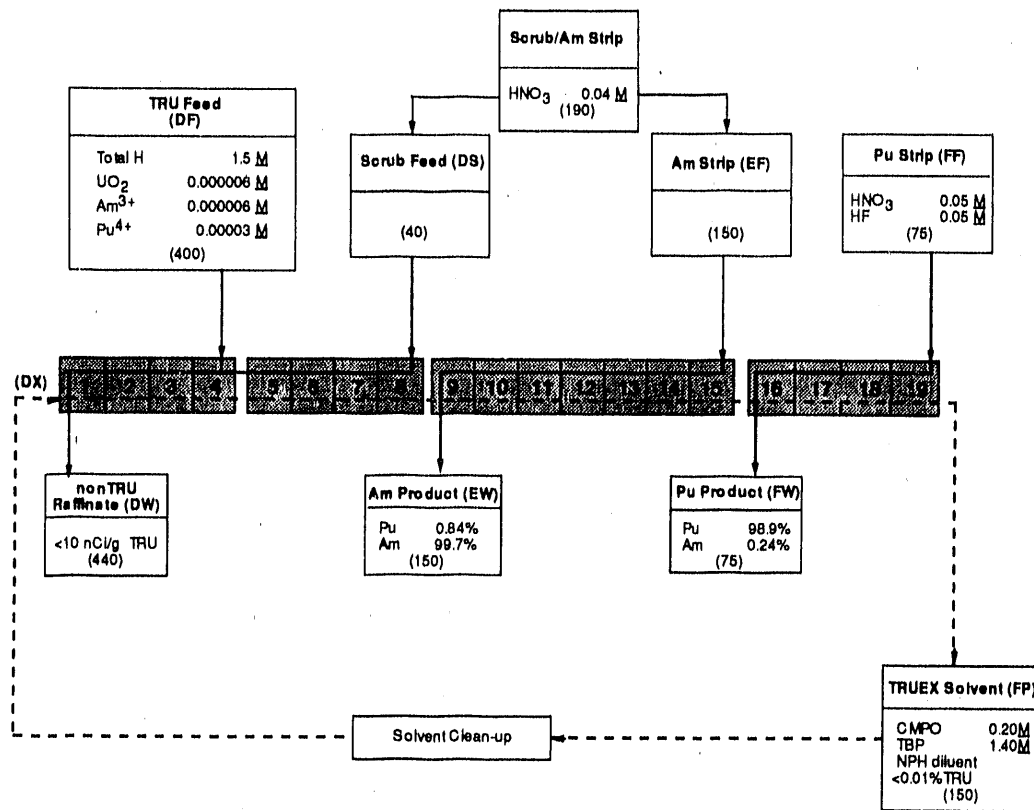 Scrub/Am Strip
HNO3 0.04 M
(190)
TRU Feed
(DF)
Total H 1.5 M
UO2 0.000006 M
Am3+ 0.000006 M
Pu4+ 0.00003 M
(400)
Scrub Feed (DS)
(40)
Am Strip (EF)
(150)
Pu Strip (FF)
HNO3 0.05 M
HF 0.05 M
(75)
(DX)
1 2 3 4 5 6 7 8 9 10 11 12 13 14 15 16 17 18 19
nonTRU
Raffinate (DW)
<10 nCi/g TRU
(440)
Am Product (EW)
Pu 0.84%
Am 99.7%
(150)
Pu Product (FW)
Pu 98.9%
Am 0.24%
(75)
TRUEX Solvent (FP)
CMPO 0.20M
TBP 1.40M
NPH diluent
<0.01% TRU
(150)
Solvent Clean-up